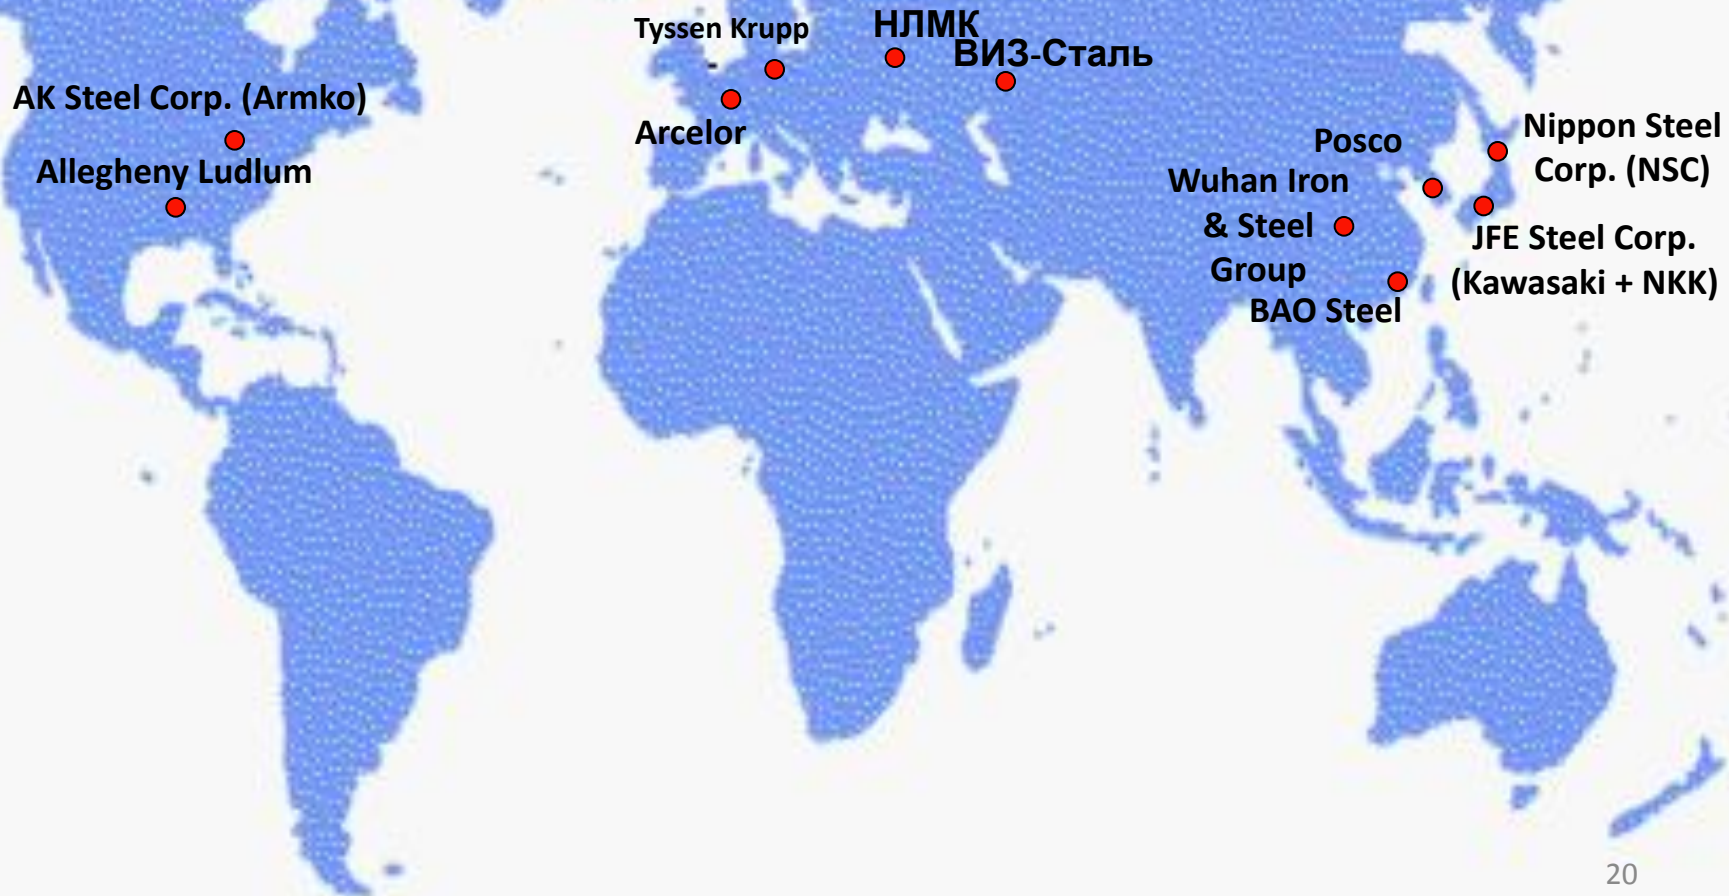 Tyssen Krupp
НЛМК
ВИЗ-Сталь
AK Steel Corp. (Armko)
Arcelor
Allegheny Ludlum
Posco
Nippon Steel
Corp. (NSC)
Wuhan Iron
& Steel
Group
JFE Steel Corp.
(Kawasaki + NKK)
BAO Steel
20